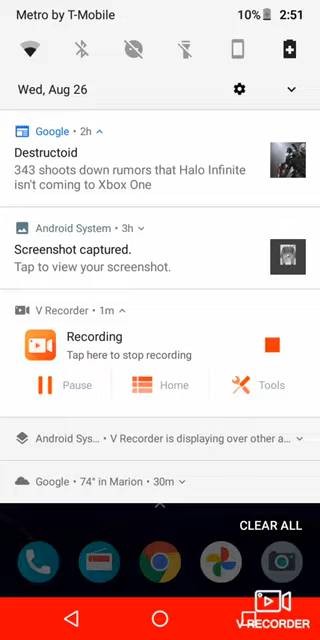 Metro by T-Mobile 10% 2:51
Wed, Aug 26
Google • 2h
Destructoid
343 shoots down rumors that Halo Infinite
isn't coming to Xbox One
Android System • 3h
Screenshot captured.
Tap to view your screenshot.
V Recorder • 1m
Recording
Tap here to stop recording
Pause Home Tools
Android Sys... • V Recorder is displaying over other a...
Google • 74° in Marion • 30m
CLEAR ALL
V RECORDER